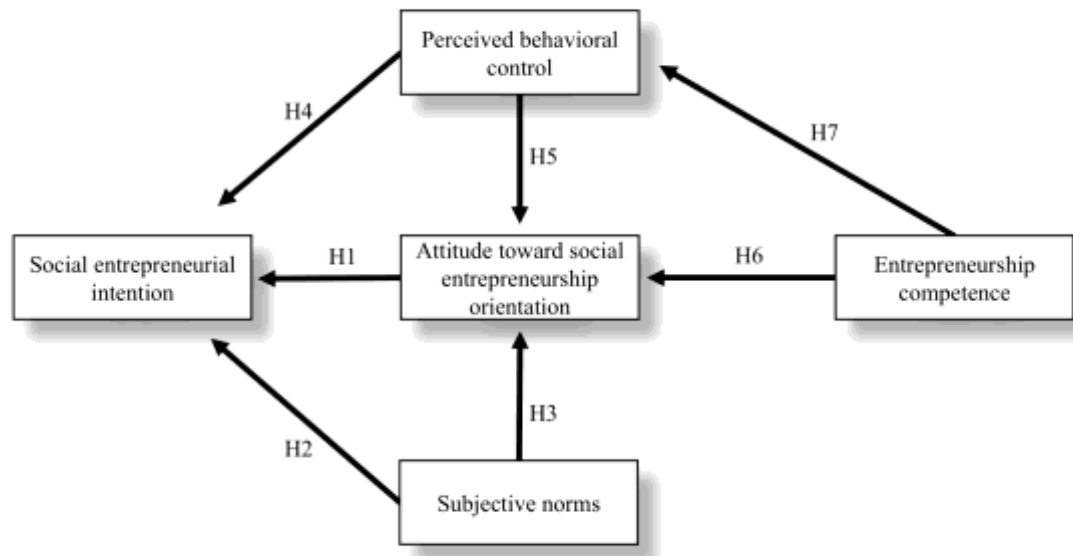 Perceived behavioral
control
H4
H7
H5
Social entrepreneurial
intention
H1
Attitude toward social
entrepreneurship
orientation
H6
Entrepreneurship
competence
H3
H2
Subjective norms